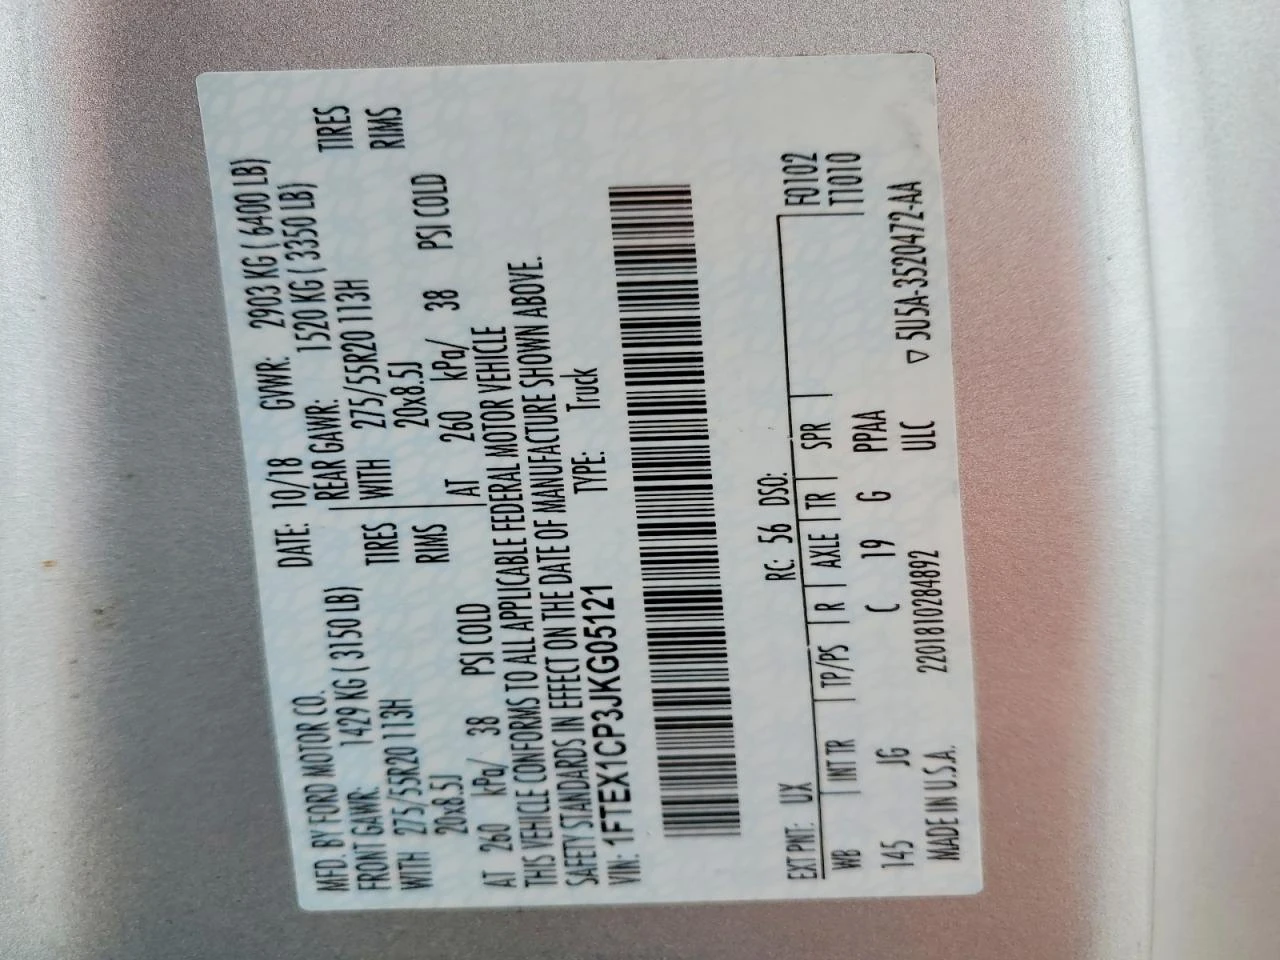 MFD. BY FORD MOTOR CO. DATE: 10/18 GVWR: 2903 KG ( 6400 LB)
FRONT GAWR: 1429 KG ( 3150 LB) REAR GAWR: 1520 KG ( 3350 LB)
WITH 275/55R20 113H TIRES WITH 275/55R20 113H TIRES
20x8.5J RIMS 20x8.5J RIMS
AT 260 kPa/ 38 PSI COLD AT 260 kPa/ 38 PSI COLD
THIS VEHICLE CONFORMS TO ALL APPLICABLE FEDERAL MOTOR VEHICLE
SAFETY STANDARDS IN EFFECT ON THE DATE OF MANUFACTURE SHOWN ABOVE.
VIN: 1FTEX1CP3JKG05121 TYPE: Truck
EXT PNT: UX RC: 56 DSO: F0102
WB INT TR TP/PS R AXLE TR SPR T1010
145 JG C 19 G PPAA
MADE IN U.S.A. 2201810284892 ULC ▽ 5U5A-3520472-AA